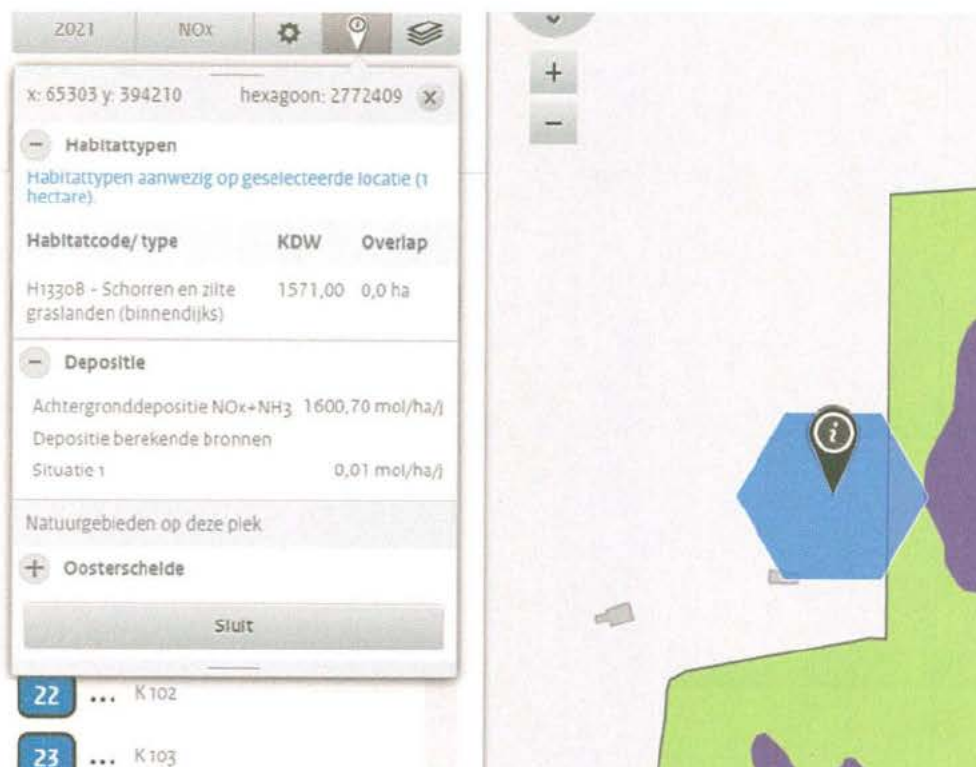 2021 NOx
x: 65303 y: 394210 hexagoon: 2772409 x
− Habitattypen
Habitattypen aanwezig op geselecteerde locatie (1
hectare).
Habitatcode/ type KDW Overlap
H1330B - Schorren en zilte 1571,00 0,0 ha
graslanden (binnendijks)
− Depositie
Achtergronddepositie NOx+NH3 1600,70 mol/ha/j
Depositie berekende bronnen
Situatie 1 0,01 mol/ha/j
Natuurgebieden op deze plek
+ Oosterschelde
Sluit
22 ... K 102
23 ... K 103
+
−
i